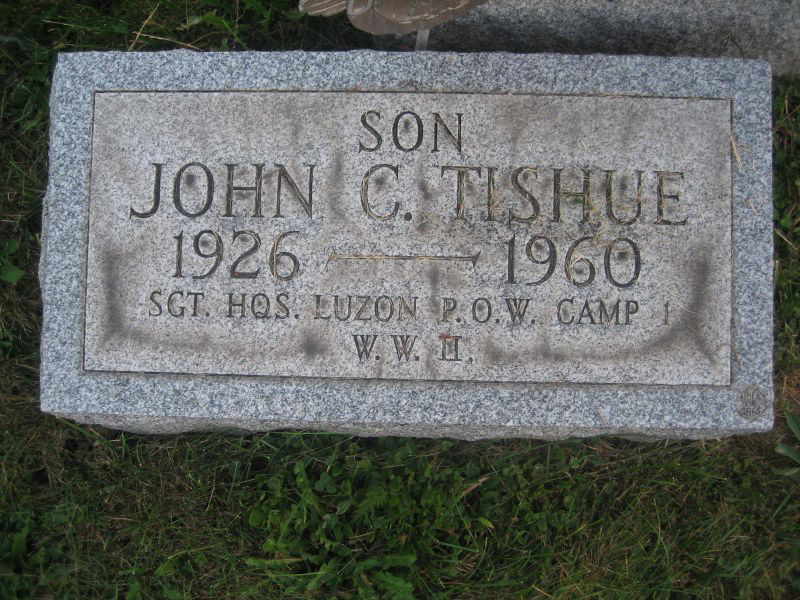 SON
JOHN C. TISHUE
1926 — 1960
SGT. HQS. LUZON P.O.W. CAMP 1
W.W. II.